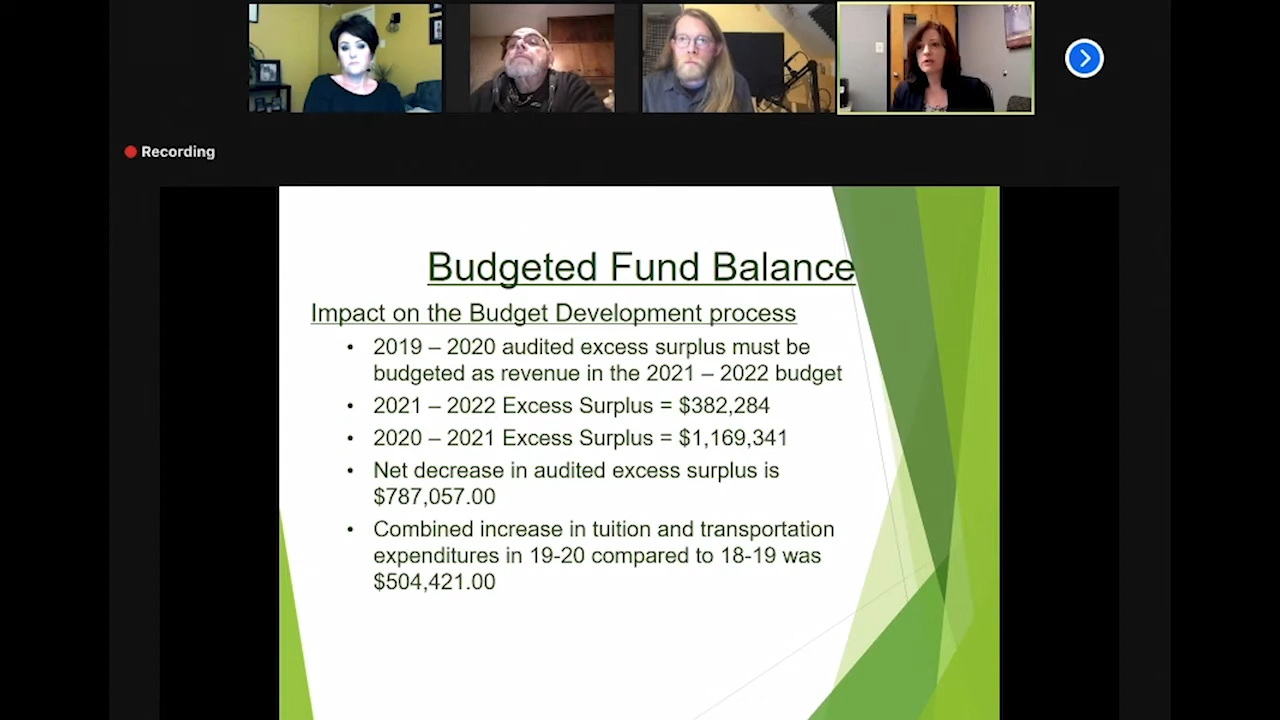 Recording
Budgeted Fund Balance
Impact on the Budget Development process
• 2019 – 2020 audited excess surplus must be
budgeted as revenue in the 2021 – 2022 budget
• 2021 – 2022 Excess Surplus = $382,284
• 2020 – 2021 Excess Surplus = $1,169,341
• Net decrease in audited excess surplus is
$787,057.00
• Combined increase in tuition and transportation
expenditures in 19-20 compared to 18-19 was
$504,421.00